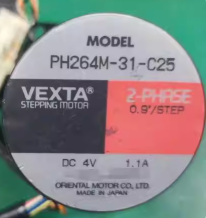 MODEL
PH264M-31-C25
VEXTA®
STEPPING MOTOR
2-PHASE
0.9°/STEP
DC 4V 1.1A
ORIENTAL MOTOR CO., LTD.
MADE IN JAPAN